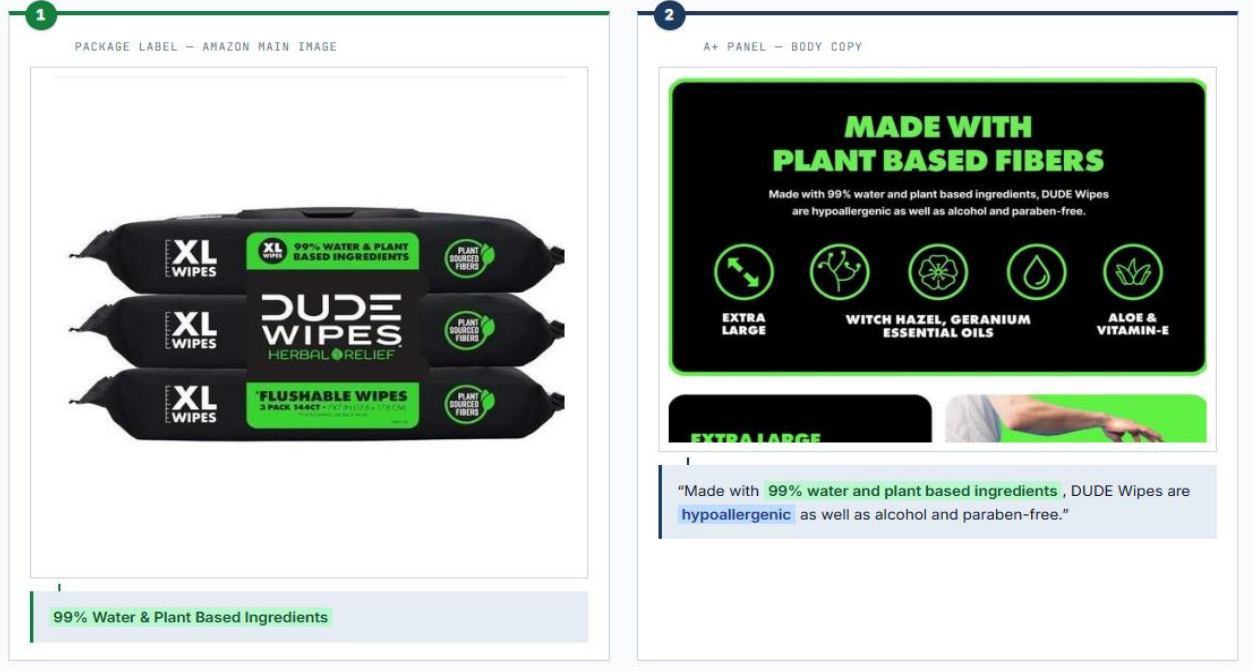 1
PACKAGE LABEL — AMAZON MAIN IMAGE
XL
WIPES
XL
WIPES
99% WATER & PLANT
BASED INGREDIENTS
PLANT
SOURCED
FIBERS
XL
WIPES
DUDE
WIPES
HERBAL RELIEF
PLANT
SOURCED
FIBERS
XL
WIPES
*FLUSHABLE WIPES
3 PACK 144CT •
PLANT
SOURCED
FIBERS
99% Water & Plant Based Ingredients
2
A+ PANEL — BODY COPY
MADE WITH
PLANT BASED FIBERS
Made with 99% water and plant based ingredients, DUDE Wipes
are hypoallergenic as well as alcohol and paraben-free.
EXTRA
LARGE
WITCH HAZEL, GERANIUM
ESSENTIAL OILS
ALOE &
VITAMIN-E
EXTRA LARGE
“Made with 99% water and plant based ingredients , DUDE Wipes are
hypoallergenic as well as alcohol and paraben-free.”